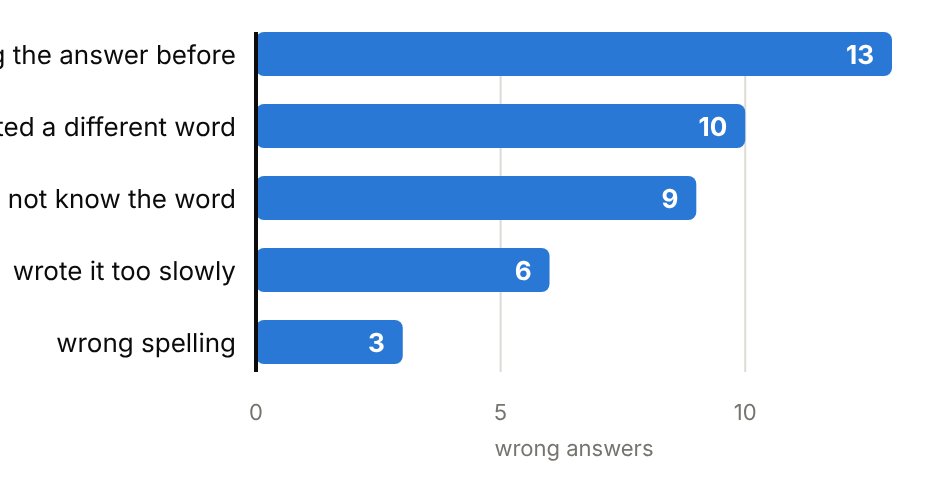 the answer before 13
a different word 10
not know the word 9
wrote it too slowly 6
wrong spelling 3
0 5 10
wrong answers